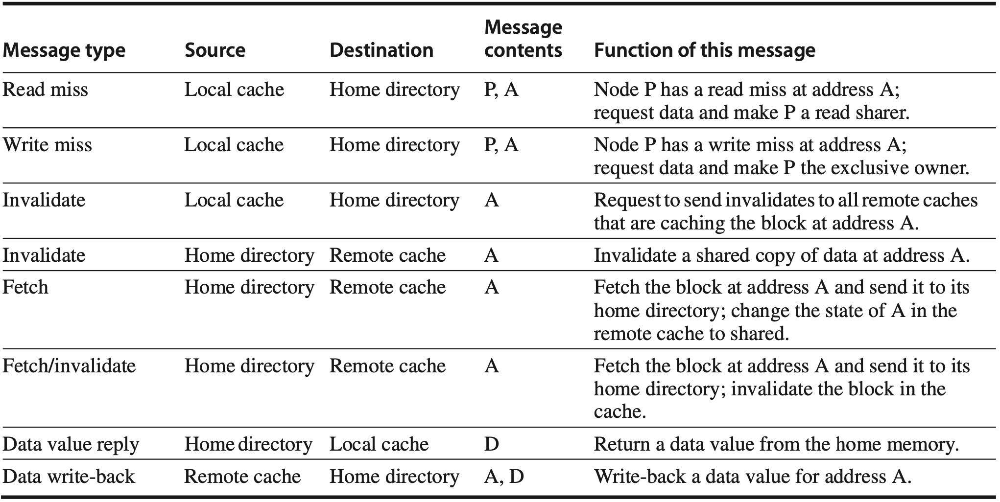 Message type Source Destination Message contents Function of this message
Read miss Local cache Home directory P, A Node P has a read miss at address A;
request data and make P a read sharer.
Write miss Local cache Home directory P, A Node P has a write miss at address A;
request data and make P the exclusive owner.
Invalidate Local cache Home directory A Request to send invalidates to all remote caches
that are caching the block at address A.
Invalidate Home directory Remote cache A Invalidate a shared copy of data at address A.
Fetch Home directory Remote cache A Fetch the block at address A and send it to its
home directory; change the state of A in the
remote cache to shared.
Fetch/invalidate Home directory Remote cache A Fetch the block at address A and send it to its
home directory; invalidate the block in the
cache.
Data value reply Home directory Local cache D Return a data value from the home memory.
Data write-back Remote cache Home directory A, D Write-back a data value for address A.